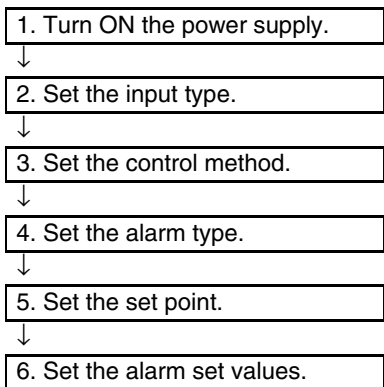 1. Turn ON the power supply.
↓
2. Set the input type.
↓
3. Set the control method.
↓
4. Set the alarm type.
↓
5. Set the set point.
↓
6. Set the alarm set values.